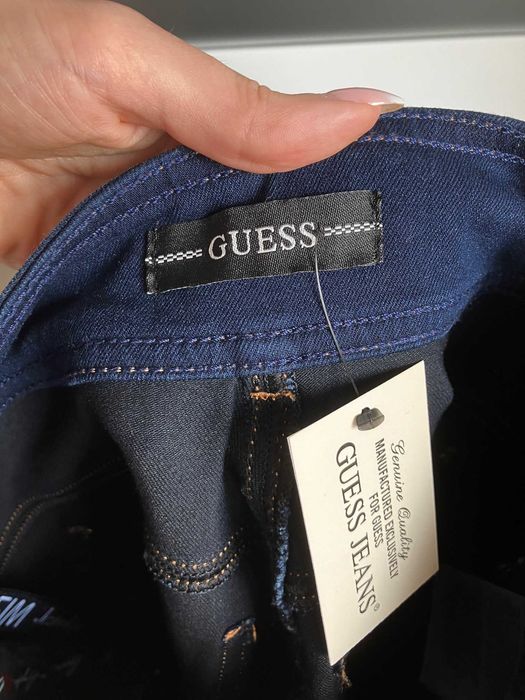 GUESS
Genuine Quality
MANUFACTURED EXCLUSIVELY
FOR GUESS
GUESS JEANS®